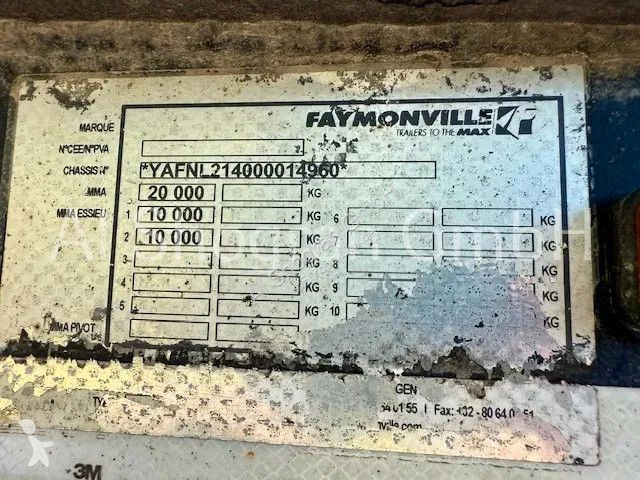 FAYMONVILLE
TRAILERS TO THE MAX
MARQUE
N°CEE/N°PVA
CHASSIS N° *YAFNL214000014960*
MMA 20 000 KG
MMA ESSIEU 1 10 000 KG 6 KG
2 10 000 KG 7 KG
3 KG 8 KG
4 KG 9 KG
5 KG 10 KG
MMA PIVOT
GEN
55 | Fax: +32 - 80 64 0
3M